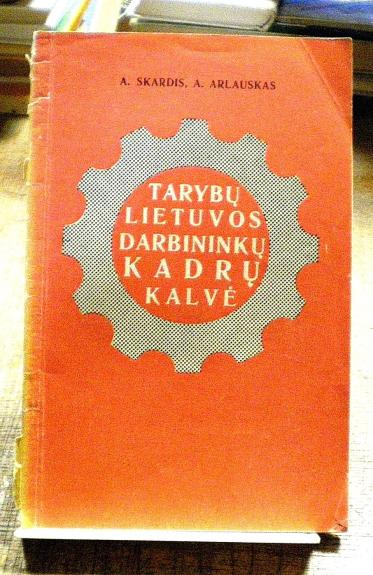 A. SKARDIS, A. ARLAUSKAS
TARYBŲ
LIETUVOS
DARBININKŲ
KADRŲ
KALVĖ